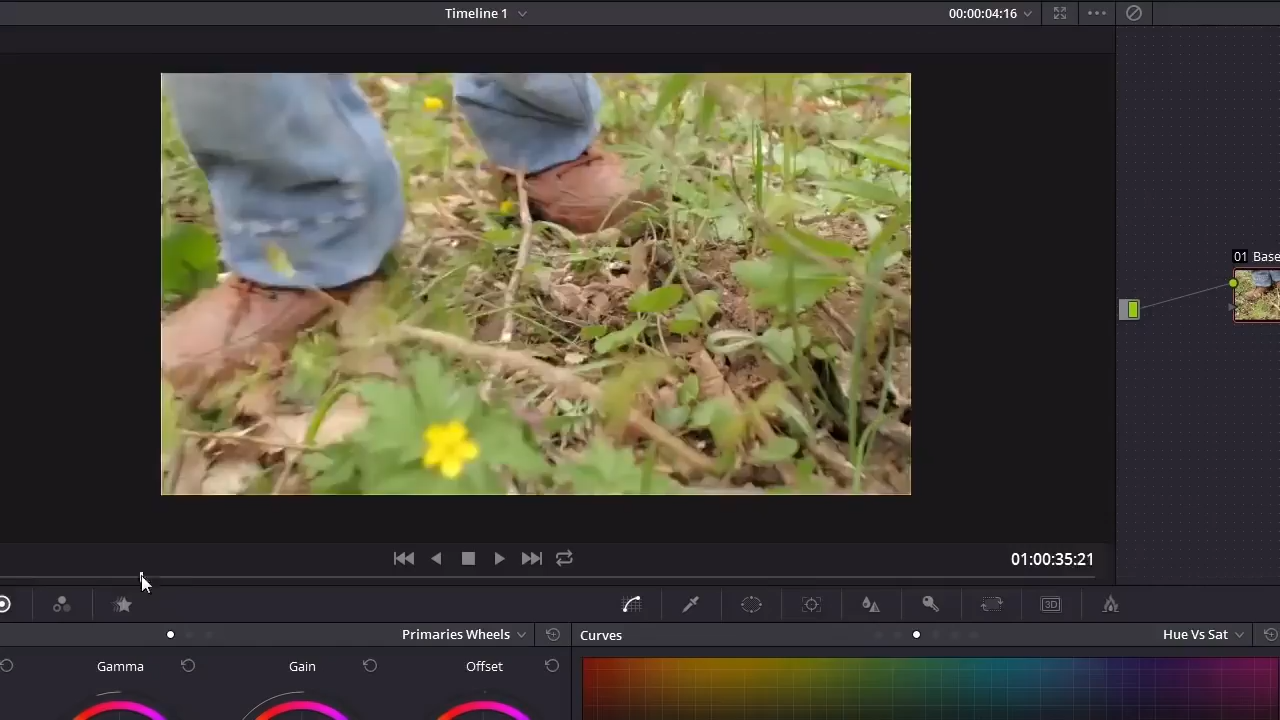 Timeline 1
00:00:04:16
01 Base
01:00:35:21
3D
Primaries Wheels
Curves
Hue Vs Sat
Gamma
Gain
Offset